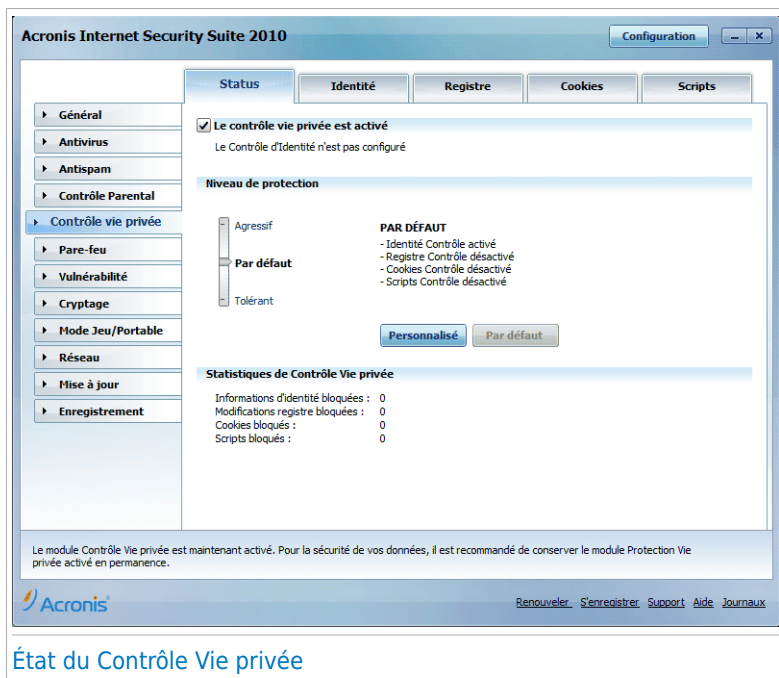 Acronis Internet Security Suite 2010
Configuration
Status
Identité
Registre
Cookies
Scripts
Général
Antivirus
Antispam
Contrôle Parental
Contrôle vie privée
Pare-feu
Vulnérabilité
Cryptage
Mode Jeu/Portable
Réseau
Mise à jour
Enregistrement
Le contrôle vie privée est activé
Le Contrôle d'Identité n'est pas configuré
Niveau de protection
Agressif
Par défaut
Tolérant
PAR DÉFAUT
- Identité Contrôle activé
- Registre Contrôle désactivé
- Cookies Contrôle désactivé
- Scripts Contrôle désactivé
Personnalisé
Par défaut
Statistiques de Contrôle Vie privée
Informations d'identité bloquées : 0
Modifications registre bloquées : 0
Cookies bloqués : 0
Scripts bloqués : 0
Le module Contrôle Vie privée est maintenant activé. Pour la sécurité de vos données, il est recommandé de conserver le module Protection Vie
privée activé en permanence.
Acronis
Renouveler S'enregistrer Support Aide Journaux
État du Contrôle Vie privée